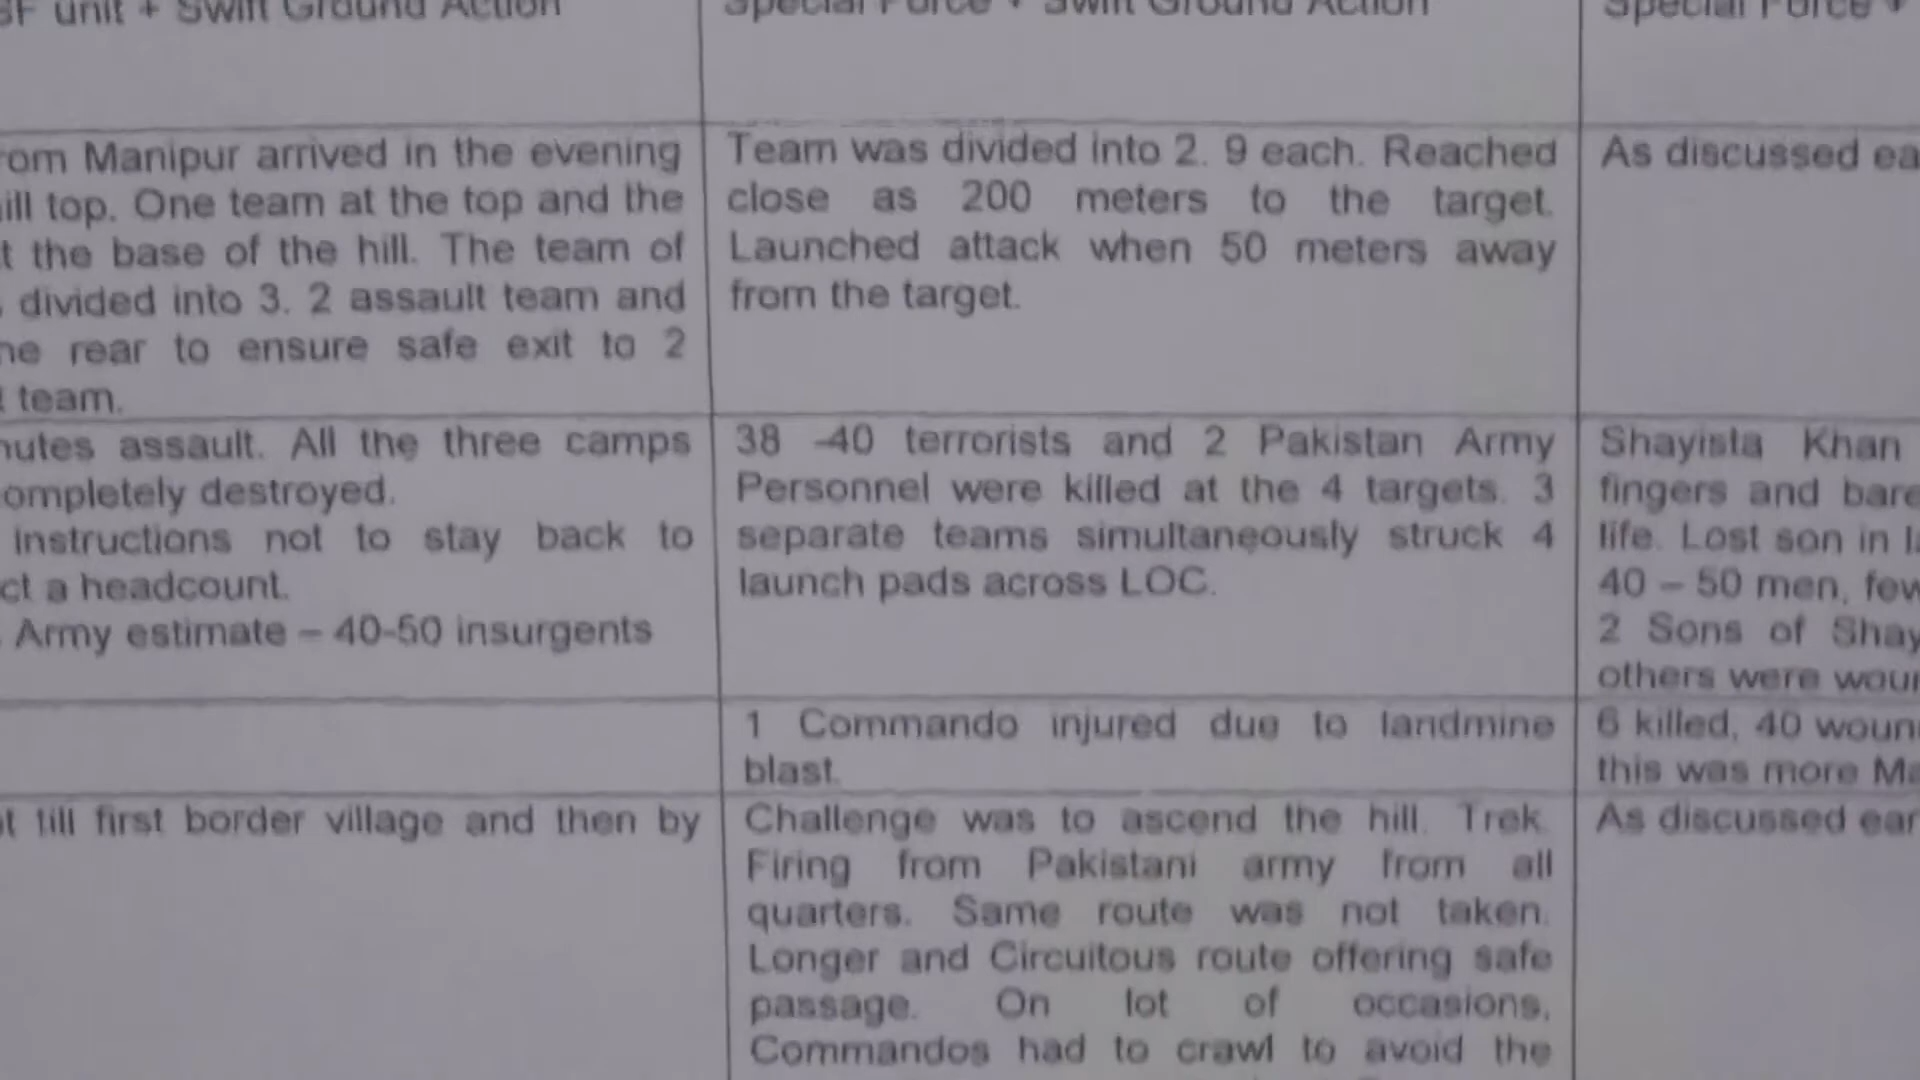 unit + Swift Ground Action
Special Force + Swift Ground Action
Special Force +
Manipur arrived in the evening
top. One team at the top and the
the base of the hill. The team of
divided into 3. 2 assault team and
rear to ensure safe exit to 2
team.
Team was divided into 2. 9 each. Reached
close as 200 meters to the target.
Launched attack when 50 meters away
from the target.
As discussed ea
assault. All the three camps
ompletely destroyed.
instructions not to stay back to
ct a headcount.
Army estimate – 40-50 insurgents
38 -40 terrorists and 2 Pakistan Army
Personnel were killed at the 4 targets. 3
separate teams simultaneously struck 4
launch pads across LOC.
Shayista Khan
fingers and bare
life. Lost son in
40 – 50 men, few
2 Sons of Shay
others were woun
1 Commando injured due to landmine
blast.
6 killed, 40 woun
this was more Ma
till first border village and then by
Challenge was to ascend the hill. Trek.
Firing from Pakistani army from all
quarters. Same route was not taken.
Longer and Circuitous route offering safe
passage. On lot of occasions,
Commandos had to crawl to avoid the
As discussed ear